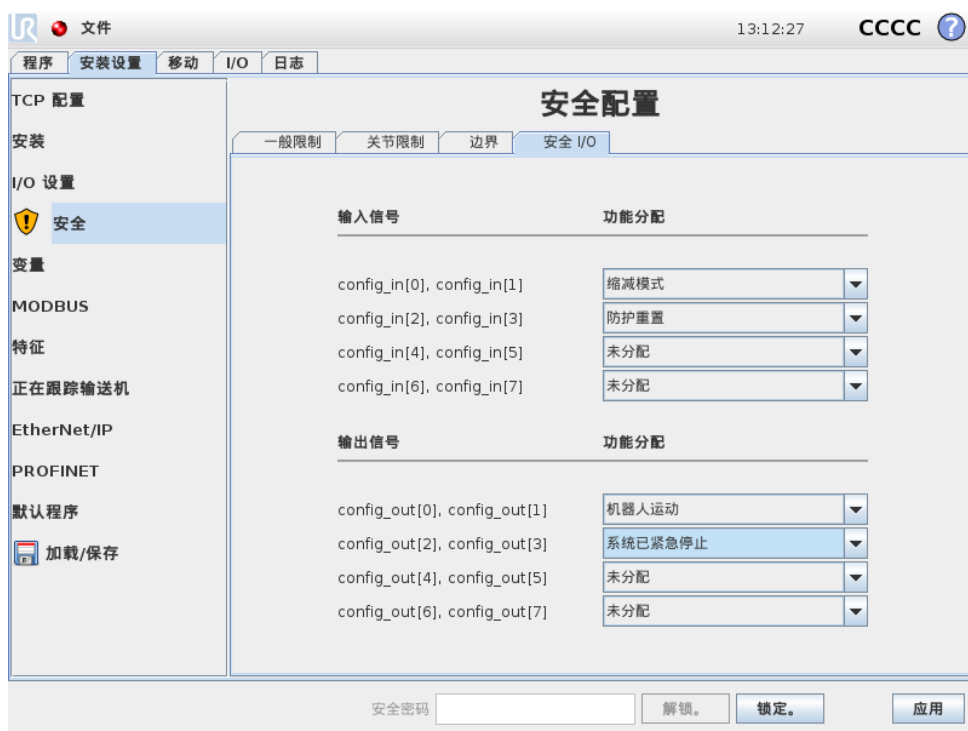 UR 文件 13:12:27 CCCC ?
程序 安装设置 移动 I/O 日志
TCP 配置
安装
I/O 设置
安全
变量
MODBUS
特征
正在跟踪输送机
EtherNet/IP
PROFINET
默认程序
加载/保存
安全配置
一般限制 关节限制 边界 安全 I/O
输入信号 功能分配
config_in[0], config_in[1] 缩减模式
config_in[2], config_in[3] 防护重置
config_in[4], config_in[5] 未分配
config_in[6], config_in[7] 未分配
输出信号 功能分配
config_out[0], config_out[1] 机器人运动
config_out[2], config_out[3] 系统已紧急停止
config_out[4], config_out[5] 未分配
config_out[6], config_out[7] 未分配
安全密码 解锁。 锁定。 应用